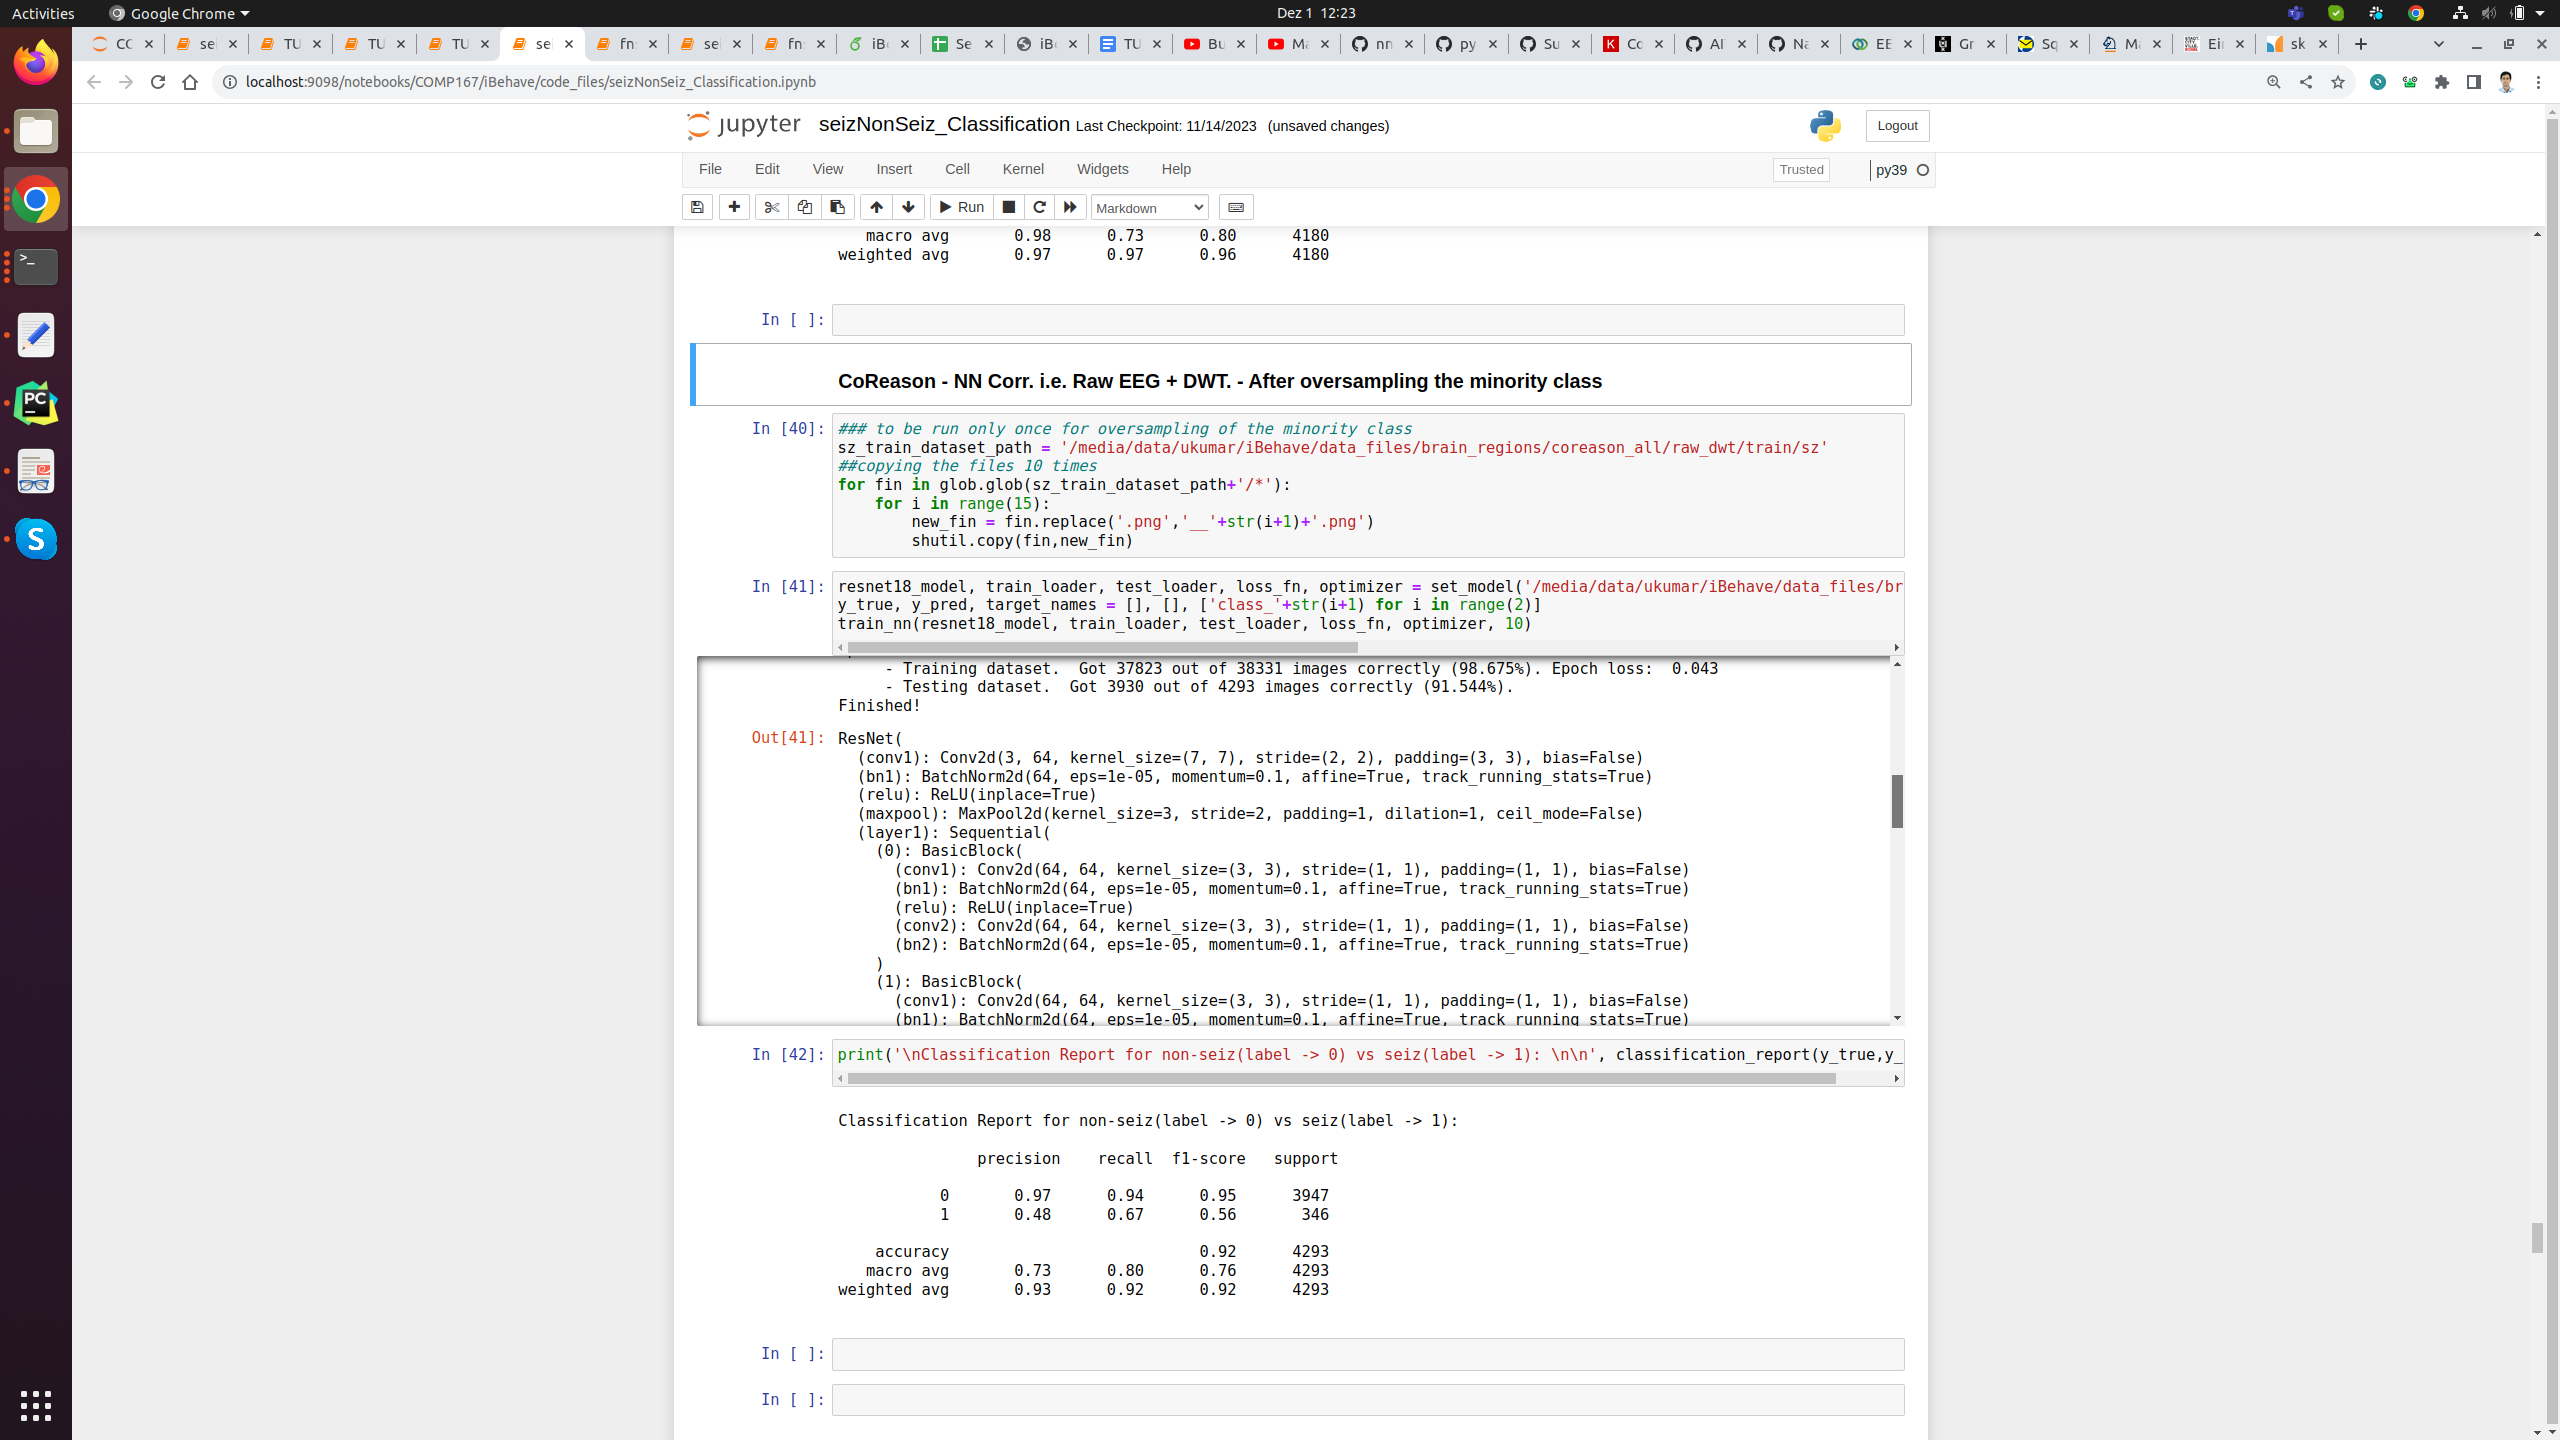 Activities
Google Chrome
Dez 1 12:23
CC
sei
TU
TU
TU
sei
fn
sei
fn
iBe
Se
iBe
TU
Bu
Ma
nn
py
Su
Co
AI
Na
EE
Gr
Sq
Ma
Ein
sk
localhost:9098/notebooks/COMP167/iBehave/code_files/seizNonSeiz_Classification.ipynb
jupyter
seizNonSeiz_Classification Last Checkpoint: 11/14/2023 (unsaved changes)
Logout
File Edit View Insert Cell Kernel Widgets Help
Trusted
py39
Run
Markdown
macro avg 0.98 0.73 0.80 4180
weighted avg 0.97 0.97 0.96 4180
In [ ]:
CoReason - NN Corr. i.e. Raw EEG + DWT. - After oversampling the minority class
In [40]:
### to be run only once for oversampling of the minority class
sz_train_dataset_path = '/media/data/ukumar/iBehave/data_files/brain_regions/coreason_all/raw_dwt/train/sz'
##copying the files 10 times
for fin in glob.glob(sz_train_dataset_path+'/*'):
for i in range(15):
new_fin = fin.replace('.png','__'+str(i+1)+'.png')
shutil.copy(fin,new_fin)
In [41]:
resnet18_model, train_loader, test_loader, loss_fn, optimizer = set_model('/media/data/ukumar/iBehave/data_files/br
y_true, y_pred, target_names = [], [], ['class_'+str(i+1) for i in range(2)]
train_nn(resnet18_model, train_loader, test_loader, loss_fn, optimizer, 10)
- Training dataset. Got 37823 out of 38331 images correctly (98.675%). Epoch loss: 0.043
- Testing dataset. Got 3930 out of 4293 images correctly (91.544%).
Finished!
Out[41]:
ResNet(
(conv1): Conv2d(3, 64, kernel_size=(7, 7), stride=(2, 2), padding=(3, 3), bias=False)
(bn1): BatchNorm2d(64, eps=1e-05, momentum=0.1, affine=True, track_running_stats=True)
(relu): ReLU(inplace=True)
(maxpool): MaxPool2d(kernel_size=3, stride=2, padding=1, dilation=1, ceil_mode=False)
(layer1): Sequential(
(0): BasicBlock(
(conv1): Conv2d(64, 64, kernel_size=(3, 3), stride=(1, 1), padding=(1, 1), bias=False)
(bn1): BatchNorm2d(64, eps=1e-05, momentum=0.1, affine=True, track_running_stats=True)
(relu): ReLU(inplace=True)
(conv2): Conv2d(64, 64, kernel_size=(3, 3), stride=(1, 1), padding=(1, 1), bias=False)
(bn2): BatchNorm2d(64, eps=1e-05, momentum=0.1, affine=True, track_running_stats=True)
)
(1): BasicBlock(
(conv1): Conv2d(64, 64, kernel_size=(3, 3), stride=(1, 1), padding=(1, 1), bias=False)
(bn1): BatchNorm2d(64, eps=1e-05, momentum=0.1, affine=True, track_running_stats=True)
In [42]:
print('\nClassification Report for non-seiz(label -> 0) vs seiz(label -> 1): \n\n', classification_report(y_true,y_
Classification Report for non-seiz(label -> 0) vs seiz(label -> 1):
precision recall f1-score support
0 0.97 0.94 0.95 3947
1 0.48 0.67 0.56 346
accuracy 0.92 4293
macro avg 0.73 0.80 0.76 4293
weighted avg 0.93 0.92 0.92 4293
In [ ]:
In [ ]: